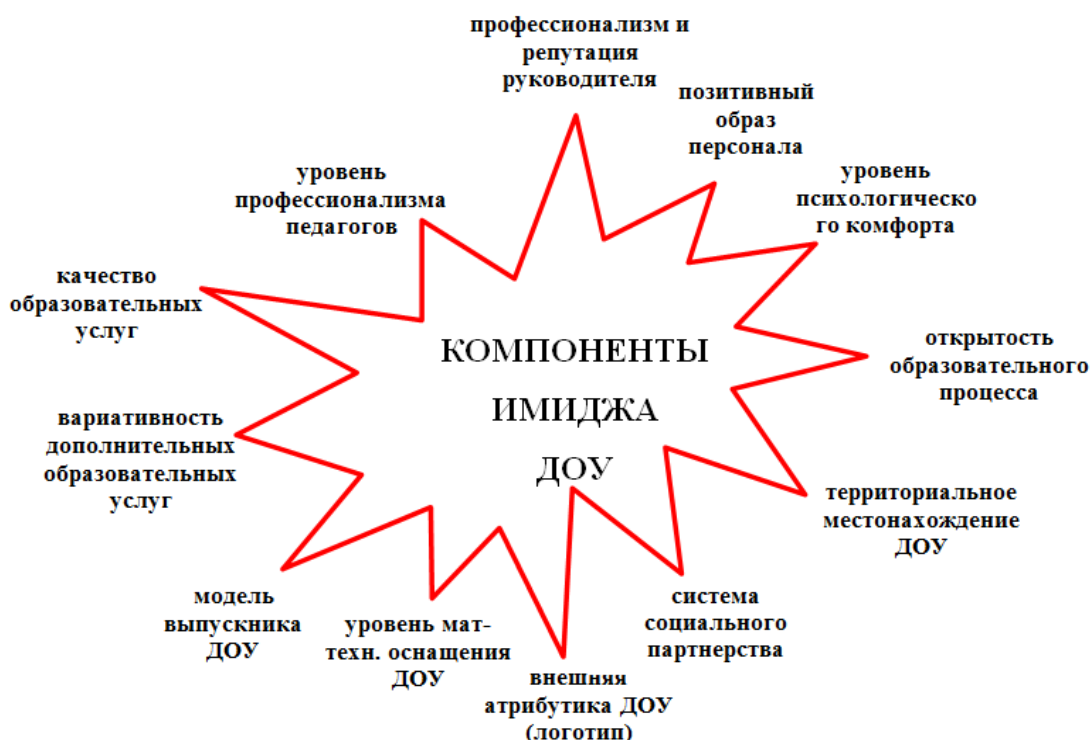 профессионализм и
репутация
руководителя
позитивный
образ
персонала
уровень
психологическо
го комфорта
открытость
образовательного
процесса
территориальное
местонахождение
ДОУ
система
социального
партнерства
внешняя
атрибутика ДОУ
(логотип)
уровень мат-
техн. оснащения
ДОУ
модель
выпускника
ДОУ
вариативность
дополнительных
образовательных
услуг
качество
образовательных
услуг
уровень
профессионализма
педагогов
КОМПОНЕНТЫ
ИМИДЖА
ДОУ